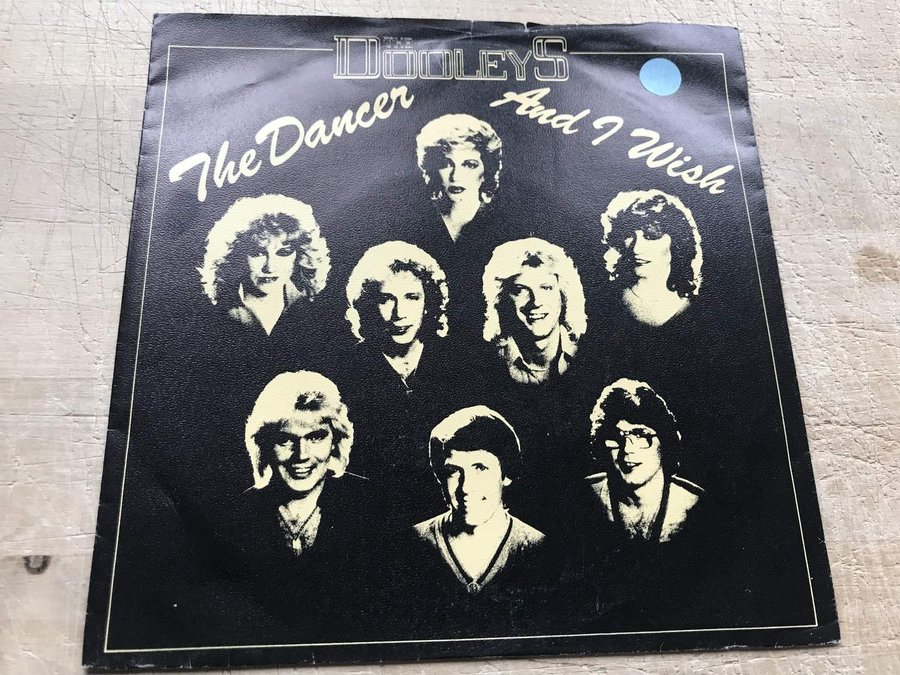 THE
DOOLEYS
The Dancer
And I Wish